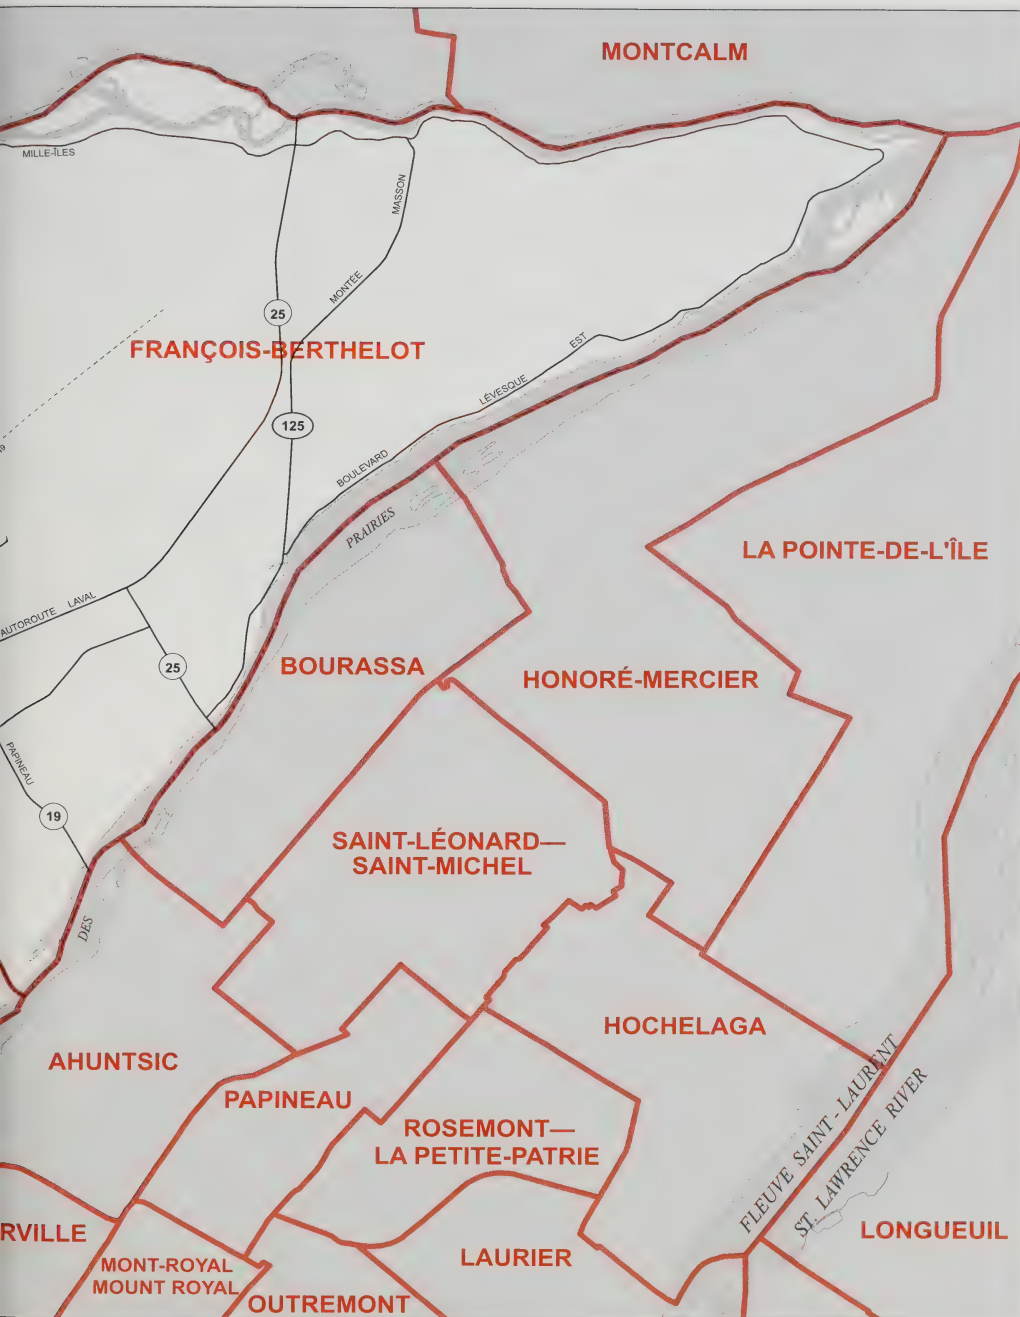 MONTCALM
MILLE-ÎLES
MONTÉE MASSON
25
FRANÇOIS-BERTHELOT
125
BOULEVARD LÉVESQUE EST
PRAIRIES
LA POINTE-DE-L'ÎLE
AUTOROUTE LAVAL
25
BOURASSA
HONORÉ-MERCIER
PAPINEAU
19
SAINT-LÉONARD—
SAINT-MICHEL
DES
HOCHELAGA
AHUNTSIC
PAPINEAU
ROSEMONT—
LA PETITE-PATRIE
FLEUVE SAINT-LAURENT
ST. LAWRENCE RIVER
RVILLE
LONGUEUIL
MONT-ROYAL
MOUNT ROYAL
LAURIER
OUTREMONT